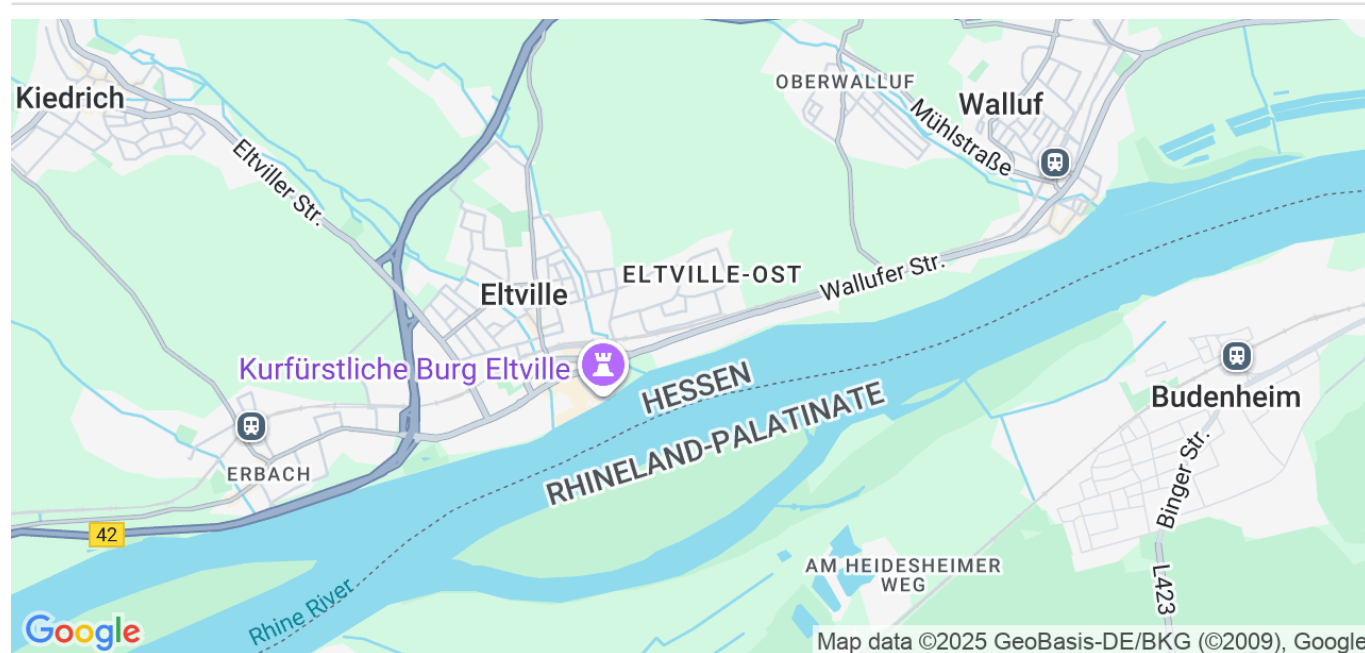 OBERWALLUF
Kiedrich
Walluf
Mühlstraße
Eltviller Str.
ELTVILLE-OST
Wallufer Str.
Eltville
Kurfürstliche Burg Eltville
HESSEN
RHINELAND-PALATINATE
Budenheim
Binger Str.
ERBACH
42
AM HEIDESHEIMER
WEG
L423
Rhine River
Google
Map data ©2025 GeoBasis-DE/BKG (©2009), Google